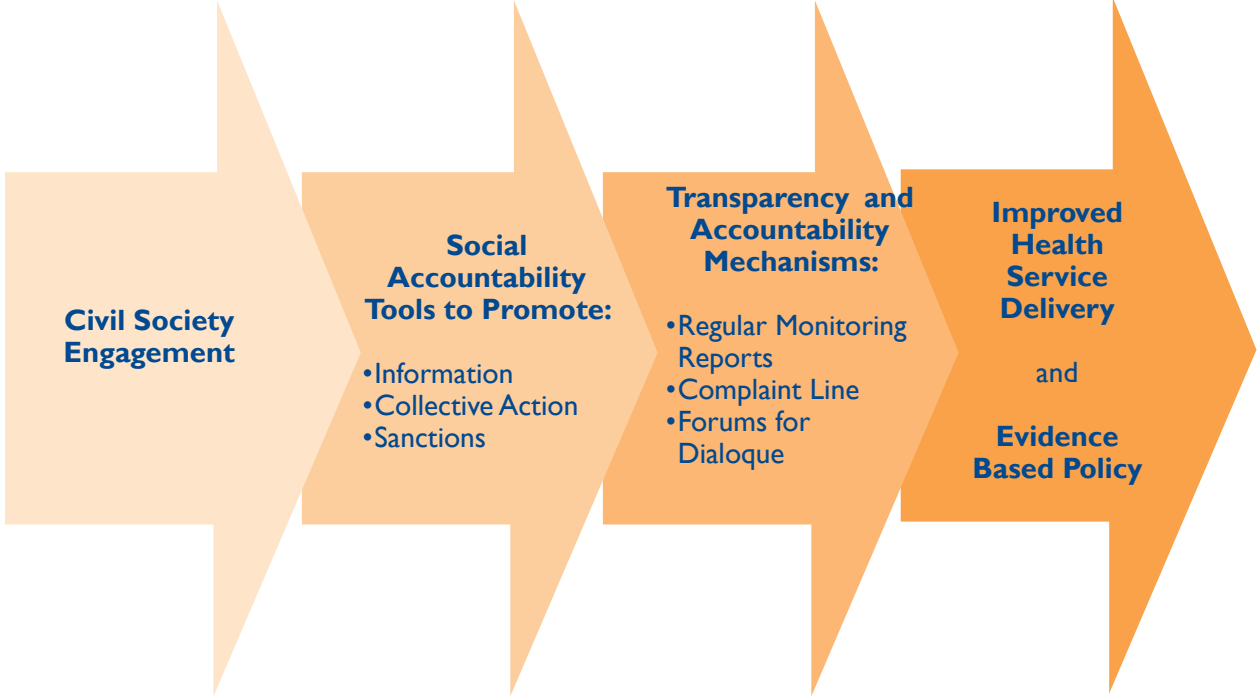 Civil Society
Engagement
Social
Accountability
Tools to Promote:
•Information
•Collective Action
•Sanctions
Transparency and
Accountability
Mechanisms:
•Regular Monitoring
Reports
•Complaint Line
•Forums for
Dialoque
Improved
Health
Service
Delivery
and
Evidence
Based Policy